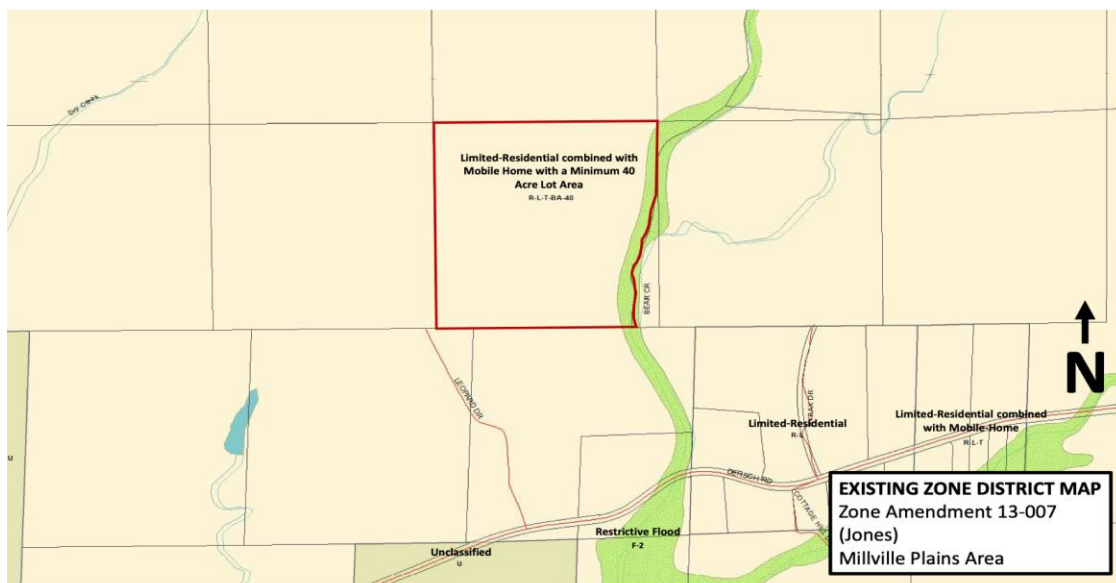 Dry Creek
Limited-Residential combined with
Mobile Home with a Minimum 40
Acre Lot Area
R-L-T-BA-40
BEAR CR
N
LEOPARD DR
TRAX DR
Limited-Residential combined
with Mobile-Home
R-L-T
Limited-Residential
U
DERSCH RD
COTTAGE
EXISTING ZONE DISTRICT MAP
Zone Amendment 13-007
(Jones)
Millville Plains Area
Restrictive Flood
F-2
Unclassified
U